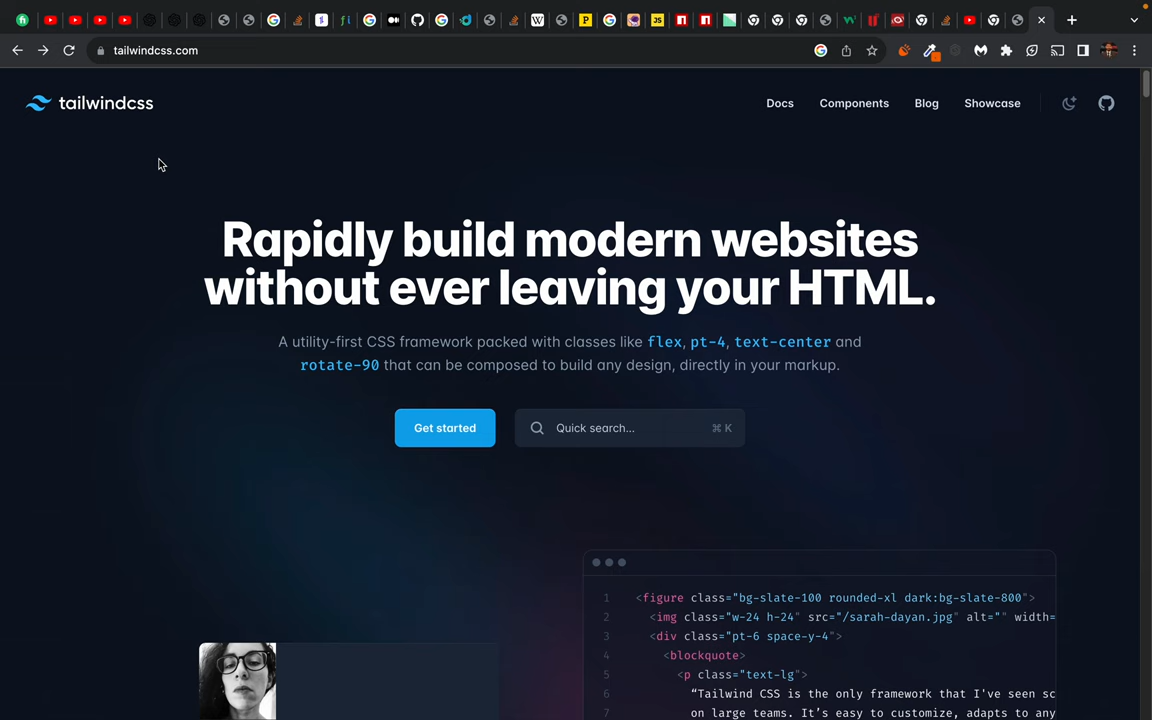 tailwindcss.com
tailwindcss
Docs Components Blog Showcase
Rapidly build modern websites
without ever leaving your HTML.
A utility-first CSS framework packed with classes like flex, pt-4, text-center and
rotate-90 that can be composed to build any design, directly in your markup.
Get started
Quick search... ⌘ K
1 <figure class="bg-slate-100 rounded-xl dark:bg-slate-800">
2 <img class="w-24 h-24" src="/sarah-dayan.jpg" alt="" width=
3 <div class="pt-6 space-y-4">
4 <blockquote>
5 <p class="text-lg">
6 “Tailwind CSS is the only framework that I've seen sc
7 on large teams. It’s easy to customize, adapts to any